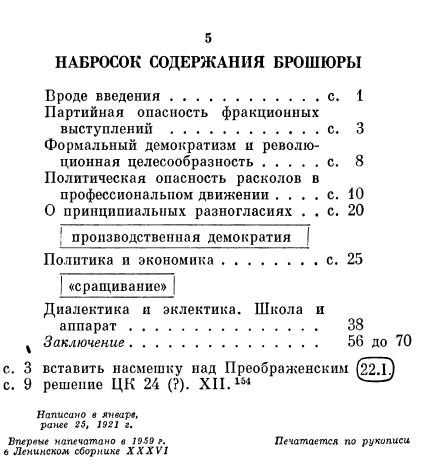 5
НАБРОСОК СОДЕРЖАНИЯ БРОШЮРЫ
Вроде введения . . . . . . . . . . . . . с. 1
Партийная опасность фракционных
выступлений . . . . . . . . . . . . . с. 3
Формальный демократизм и револю-
ционная целесообразность . . . . . с. 8
Политическая опасность расколов в
профессиональном движении . . . . с. 10
О принципиальных разногласиях . . с. 20
производственная демократия
Политика и экономика . . . . . . . . с. 25
«сращивание»
Диалектика и эклектика. Школа и
аппарат . . . . . . . . . . . . . . . . 38
Заключение . . . . . . . . . . . . . . . 56 до 70
с. 3 вставить насмешку над Преображенским (22.I.)
с. 9 решение ЦК 24 (?). XII.¹⁵⁴
Написано в январе,
ранее 25, 1921 г.
Впервые напечатано в 1959 г.
в Ленинском сборнике XXXVI
Печатается по рукописи